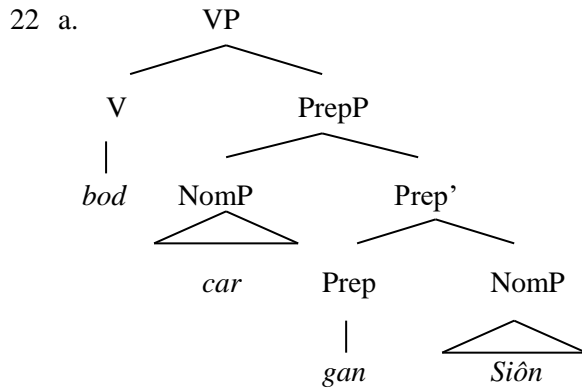 22 a. VP
V PrepP
bod NomP Prep’
car Prep NomP
gan Siôn